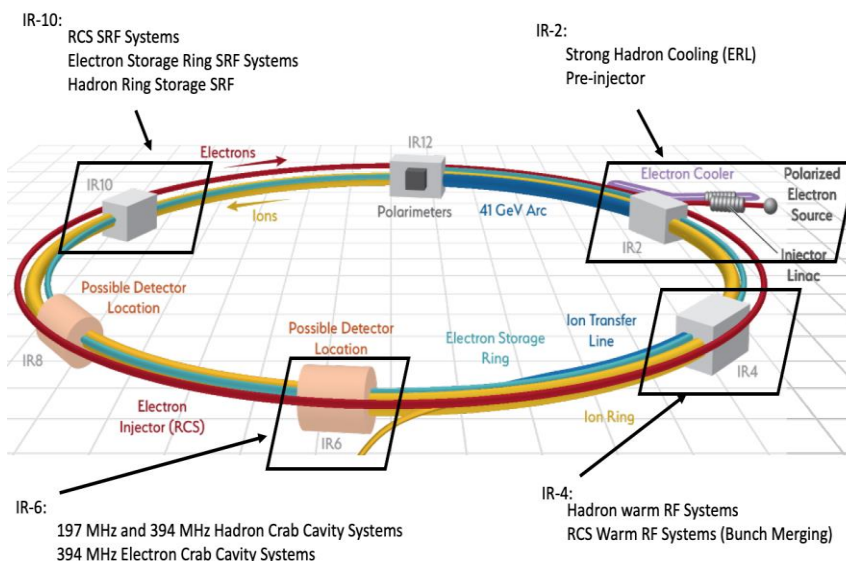 IR-10:
RCS SRF Systems
Electron Storage Ring SRF Systems
Hadron Ring Storage SRF
IR-2:
Strong Hadron Cooling (ERL)
Pre-injector
IR12
Electrons
IR10
Ions
Polarimeters
41 GeV Arc
Electron Cooler
Polarized
Electron
Source
IR2
Injector
Linac
Possible Detector
Location
IR8
Possible Detector
Location
Electron Storage
Ring
Ion Transfer
Line
IR4
Electron
Injector (RCS)
IR6
Ion Ring
IR-6:
197 MHz and 394 MHz Hadron Crab Cavity Systems
394 MHz Electron Crab Cavity Systems
IR-4:
Hadron warm RF Systems
RCS Warm RF Systems (Bunch Merging)